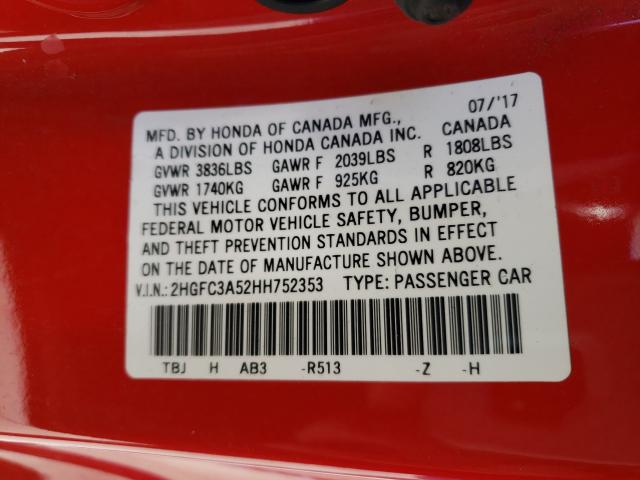 07/'17
MFD. BY HONDA OF CANADA MFG., CANADA
A DIVISION OF HONDA CANADA INC.
GVWR 3836LBS GAWR F 2039LBS R 1808LBS
GVWR 1740KG GAWR F 925KG R 820KG
THIS VEHICLE CONFORMS TO ALL APPLICABLE
FEDERAL MOTOR VEHICLE SAFETY, BUMPER,
AND THEFT PREVENTION STANDARDS IN EFFECT
ON THE DATE OF MANUFACTURE SHOWN ABOVE.
V.I.N.:2HGFC3A52HH752353 TYPE: PASSENGER CAR
TBJ H AB3 -R513 -Z -H